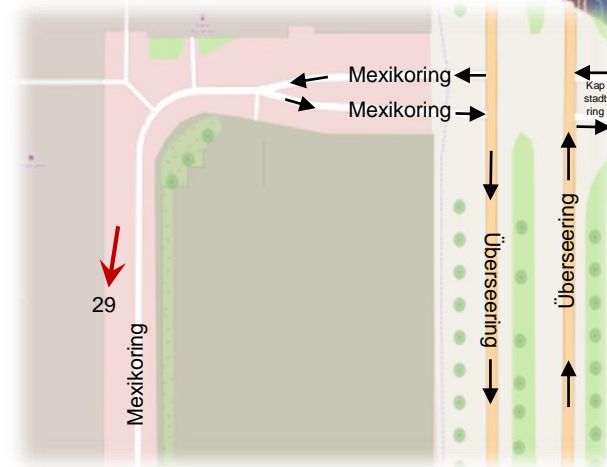 Mexikoring
Mexikoring
Kap
stadt
ring
Überseering
Überseering
29
Mexikoring